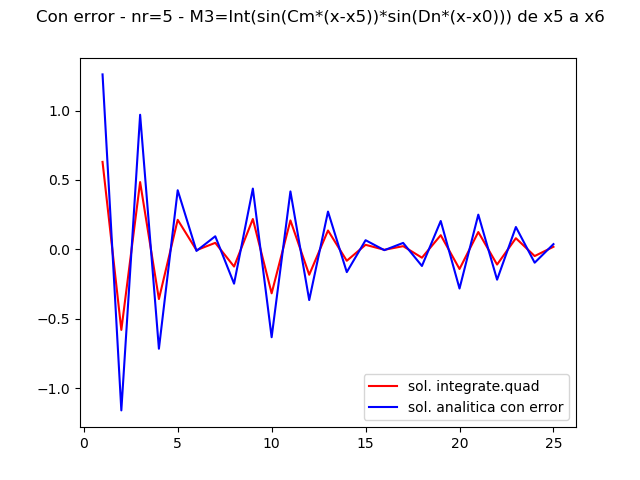 Con error - nr=5 - M3=Int(sin(Cm*(x-x5))*sin(Dn*(x-x0))) de x5 a x6
1.0
0.5
0.0
−0.5
−1.0
sol. integrate.quad
sol. analitica con error
0 5 10 15 20 25